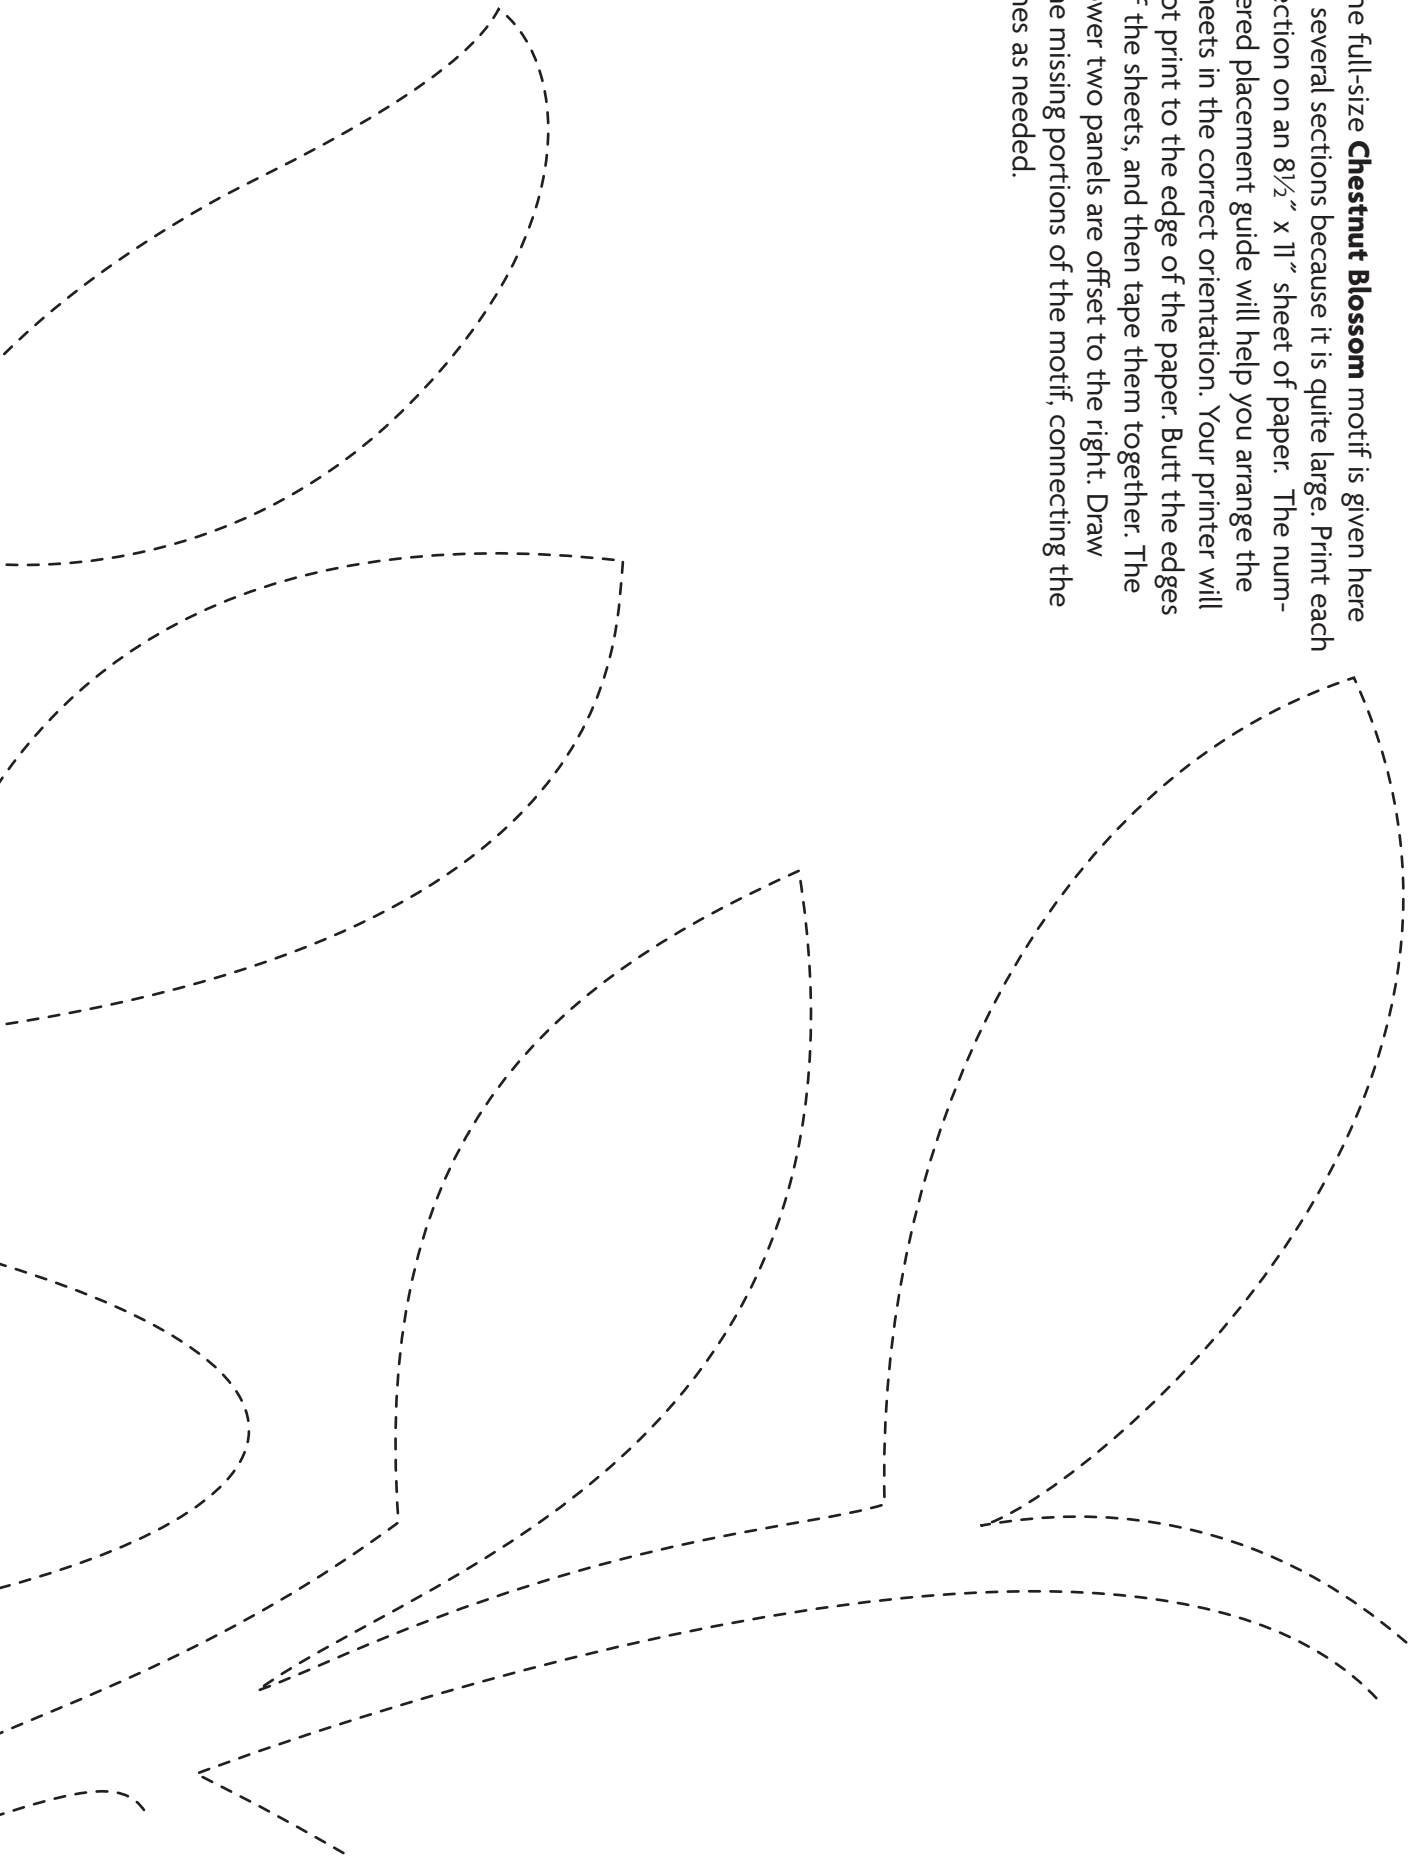 he full-size Chestnut Blossom motif is given here
several sections because it is quite large. Print each
ection on an 8½″ x 11″ sheet of paper. The num-
ered placement guide will help you arrange the
heets in the correct orientation. Your printer will
ot print to the edge of the paper. Butt the edges
f the sheets, and then tape them together. The
ower two panels are offset to the right. Draw
he missing portions of the motif, connecting the
nes as needed.